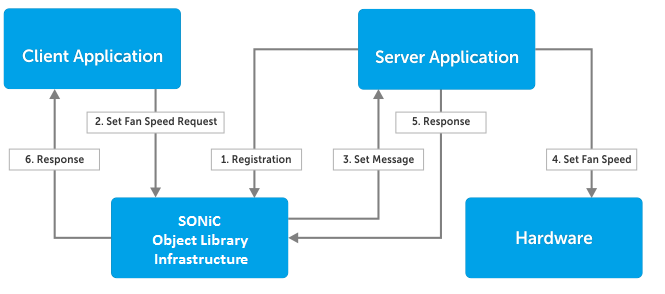 Client Application
Server Application
2. Set Fan Speed Request
5. Response
6. Response
1. Registration
3. Set Message
4. Set Fan Speed
SONiC
Object Library
Infrastructure
Hardware